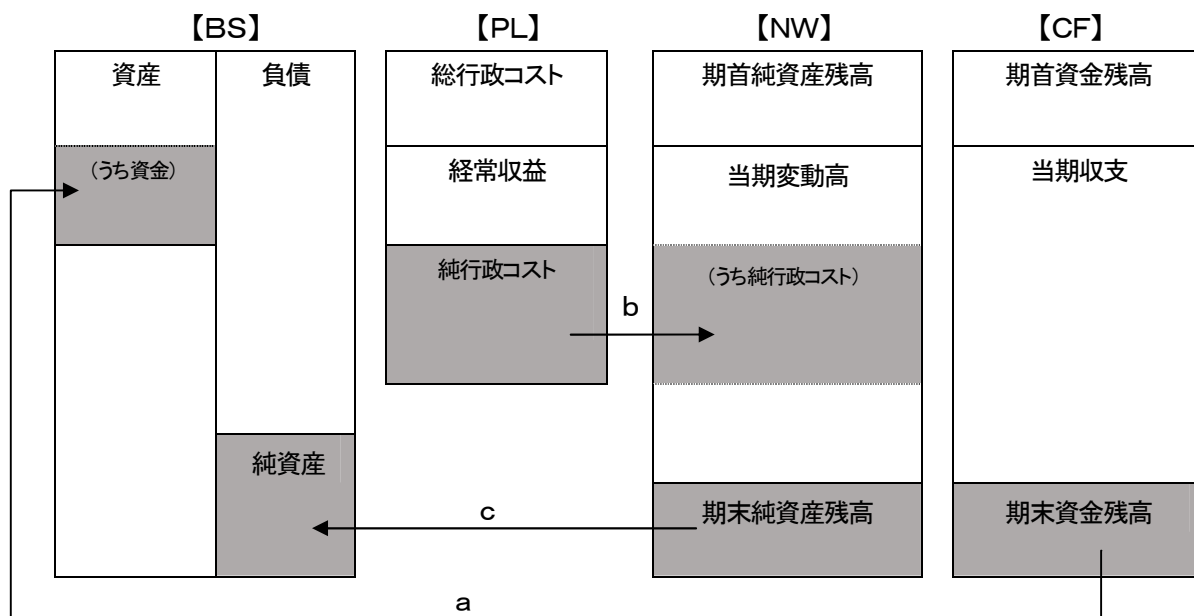 【BS】
資産
負債
(うち資金)
純資産
【PL】
総行政コスト
経常収益
純行政コスト
b
【NW】
期首純資産残高
当期変動高
(うち純行政コスト)
期末純資産残高
c
【CF】
期首資金残高
当期収支
期末資金残高
a